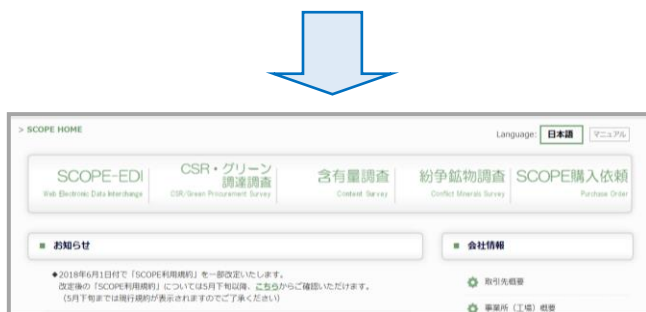 > SCOPE HOME
Language: 日本語 マニュアル
SCOPE-EDI
Web Electronic Data Interchange
CSR・グリーン
調達調査
CSR/Green Procurement Survey
含有量調査
Content Survey
紛争鉱物調査
Conflict Minerals Survey
SCOPE購入依頼
Purchase Order
お知らせ
会社情報
◆2018年6月1日付で「SCOPE利用規約」を一部改定いたします。
改定後の「SCOPE利用規約」については5月下旬以降、こちらからご確認いただけます。
（5月下旬までは現行規約が表示されますのでご了承ください）
取引先概要
事業所（工場）概要